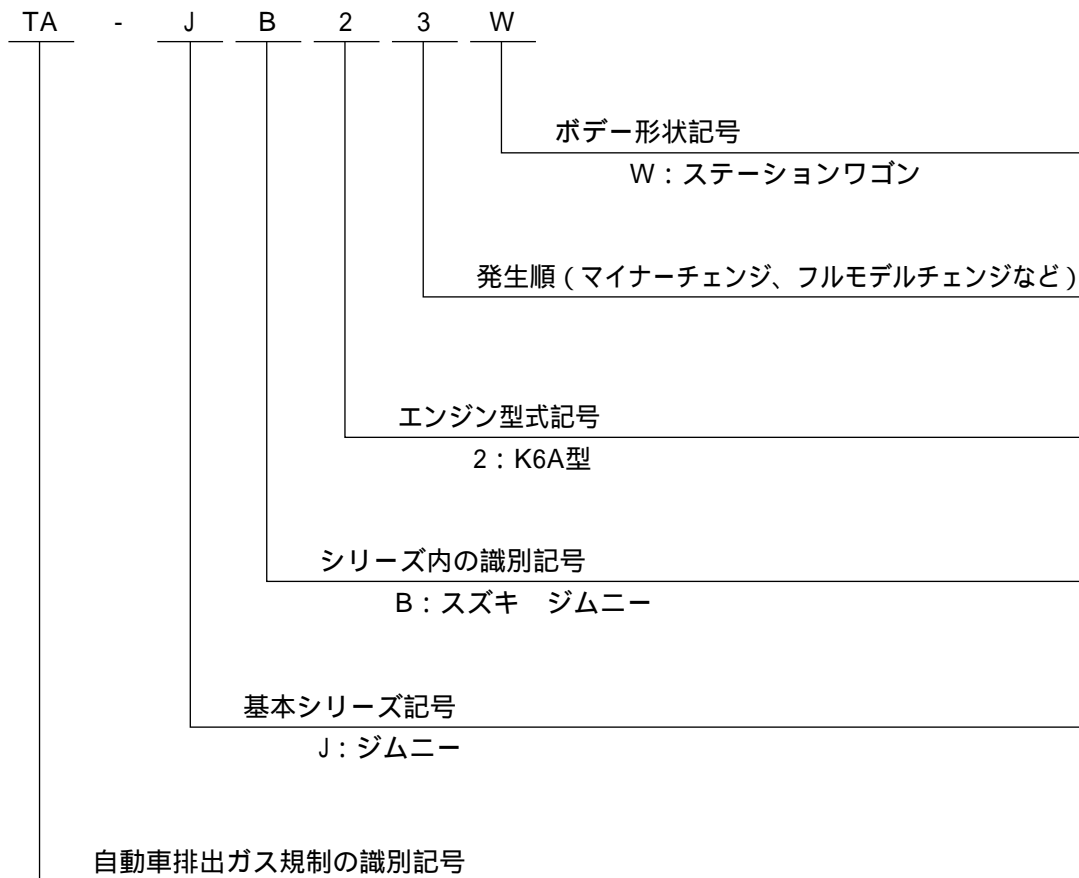 TA - J B 2 3 W
ボデー形状記号
W：ステーションワゴン
発生順（マイナーチェンジ、フルモデルチェンジなど）
エンジン型式記号
2：K6A型
シリーズ内の識別記号
B：スズキ　ジムニー
基本シリーズ記号
J：ジムニー
自動車排出ガス規制の識別記号